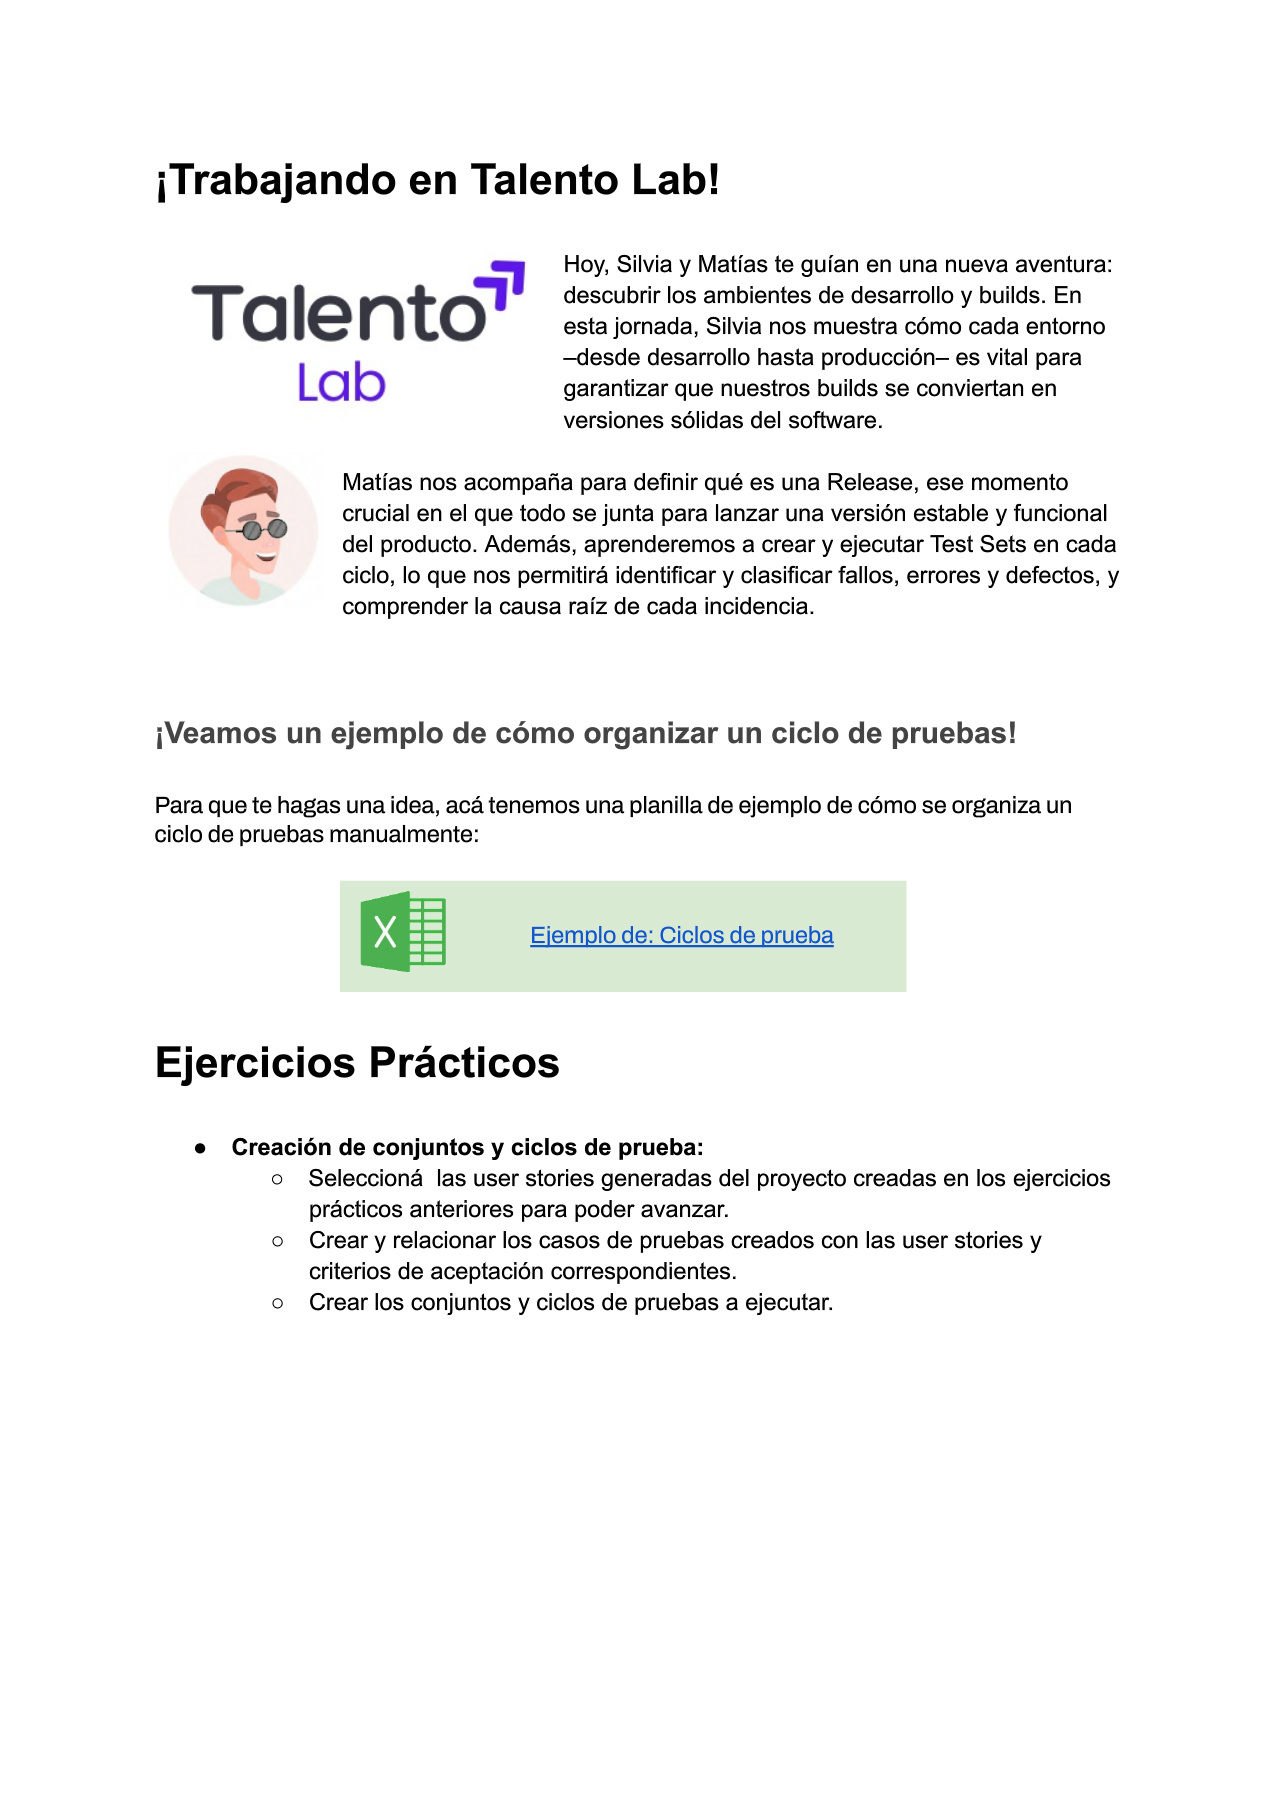 ¡Trabajando en Talento Lab!
Talento
Lab
Hoy, Silvia y Matías te guían en una nueva aventura:
descubrir los ambientes de desarrollo y builds. En
esta jornada, Silvia nos muestra cómo cada entorno
–desde desarrollo hasta producción– es vital para
garantizar que nuestros builds se conviertan en
versiones sólidas del software.
Matías nos acompaña para definir qué es una Release, ese momento
crucial en el que todo se junta para lanzar una versión estable y funcional
del producto. Además, aprenderemos a crear y ejecutar Test Sets en cada
ciclo, lo que nos permitirá identificar y clasificar fallos, errores y defectos, y
comprender la causa raíz de cada incidencia.
¡Veamos un ejemplo de cómo organizar un ciclo de pruebas!
Para que te hagas una idea, acá tenemos una planilla de ejemplo de cómo se organiza un
ciclo de pruebas manualmente:
X
Ejemplo de: Ciclos de prueba
Ejercicios Prácticos
● Creación de conjuntos y ciclos de prueba:
○ Seleccioná  las user stories generadas del proyecto creadas en los ejercicios
prácticos anteriores para poder avanzar.
○ Crear y relacionar los casos de pruebas creados con las user stories y
criterios de aceptación correspondientes.
○ Crear los conjuntos y ciclos de pruebas a ejecutar.